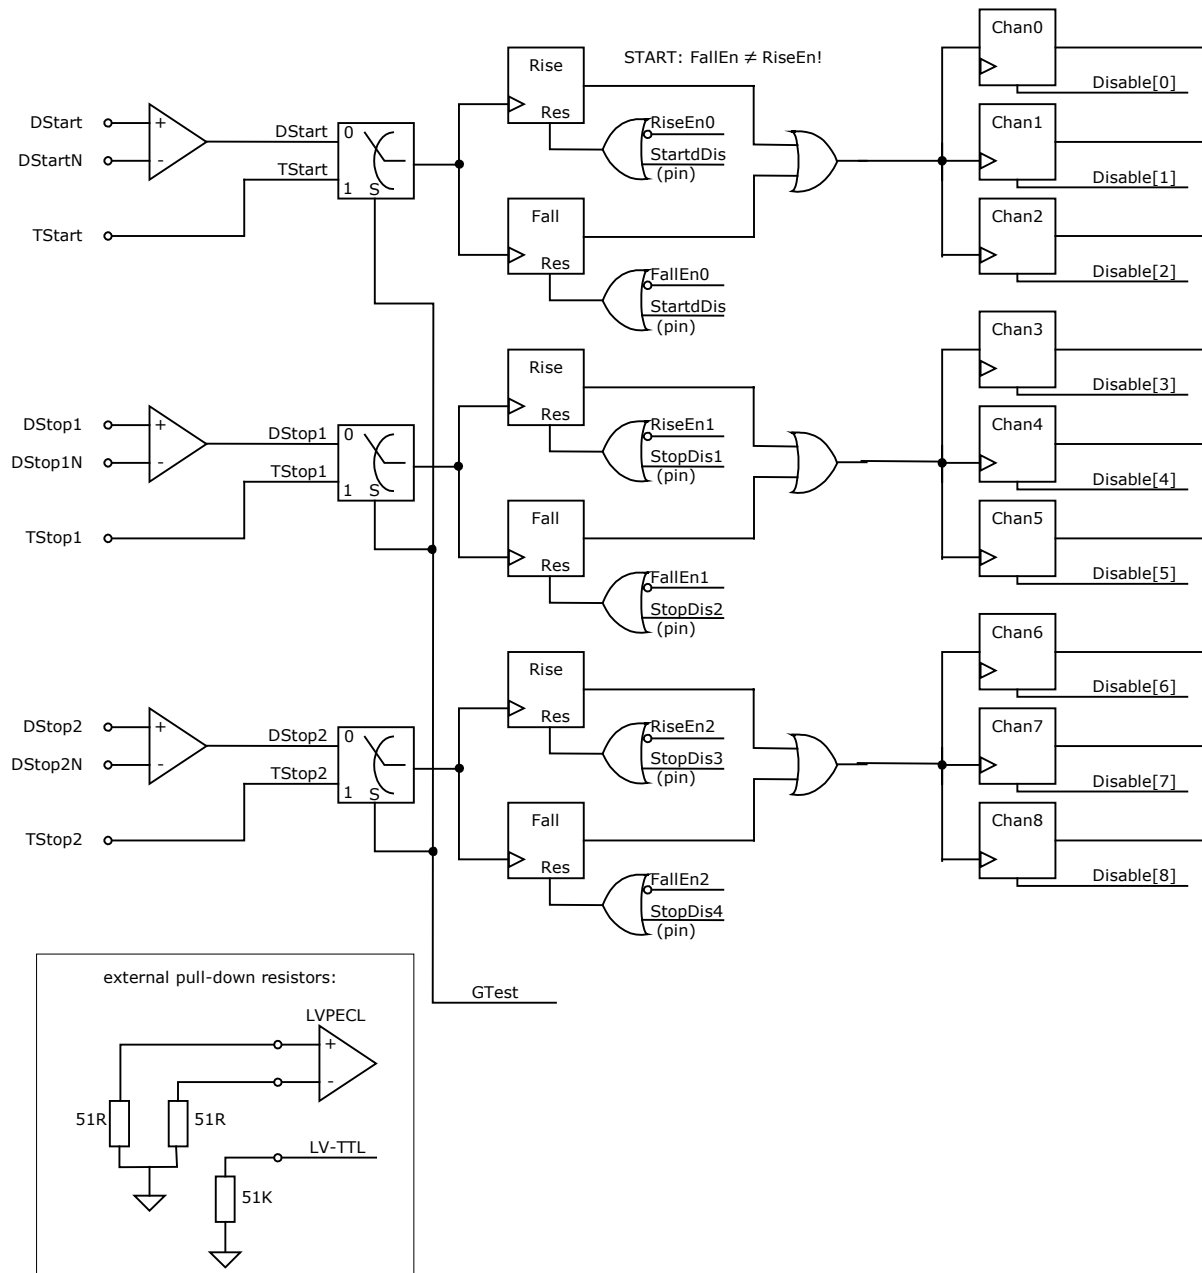 Chan0
Rise
START: FallEn ≠ RiseEn!
Disable[0]
DStart
+
DStart
0
Res
RiseEn0
Chan1
DStartN
-
TStart
1
S
StartdDis
(pin)
Disable[1]
TStart
Fall
Chan2
Res
FallEn0
Disable[2]
StartdDis
(pin)
Chan3
Rise
Disable[3]
DStop1
+
DStop1
0
Res
RiseEn1
Chan4
DStop1N
-
TStop1
1
S
StopDis1
(pin)
Disable[4]
TStop1
Fall
Chan5
Res
FallEn1
Disable[5]
StopDis2
(pin)
Chan6
Rise
Disable[6]
DStop2
+
DStop2
0
Res
RiseEn2
Chan7
DStop2N
-
TStop2
1
S
StopDis3
(pin)
Disable[7]
TStop2
Fall
Chan8
Res
FallEn2
Disable[8]
StopDis4
(pin)
external pull-down resistors:
GTest
LVPECL
+
-
51R
51R
LV-TTL
51K